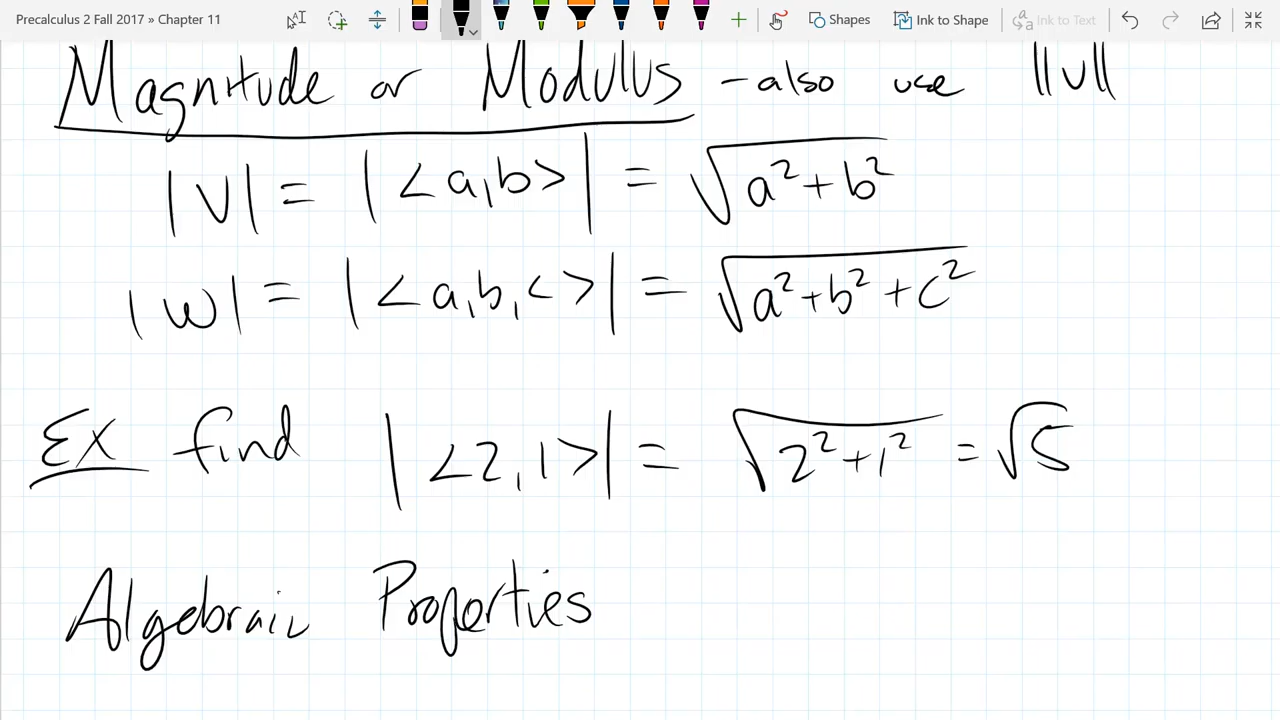 Precalculus 2 Fall 2017 » Chapter 11 Shapes Ink to Shape Ink to Text
Magnitude or Modulus - also use ||v||
|v| = |<a,b>| = √(a²+b²)
|w| = |<a,b,c>| = √(a²+b²+c²)
Ex find |<2,1>| = √(2²+1²) = √5
Algebraic Properties